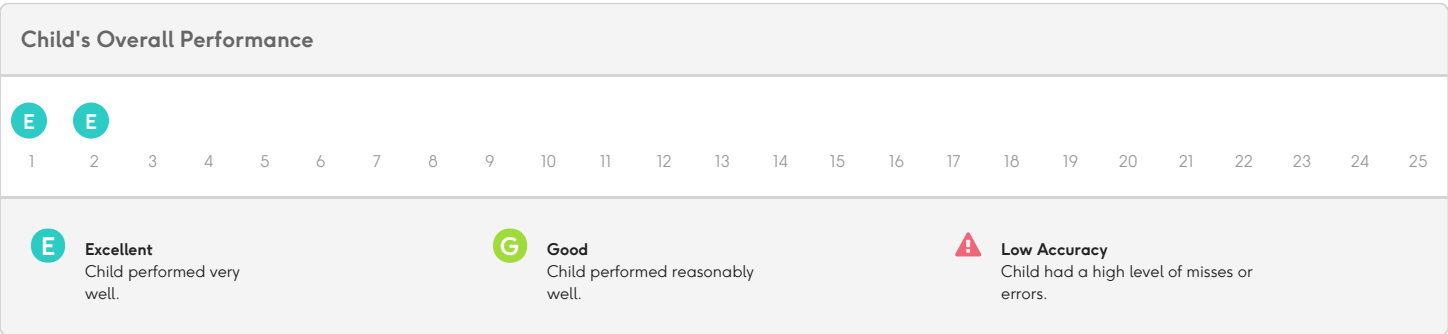 Child's Overall Performance
E E
1 2 3 4 5 6 7 8 9 10 11 12 13 14 15 16 17 18 19 20 21 22 23 24 25
E
Excellent
Child performed very
well.
G
Good
Child performed reasonably
well.
Low Accuracy
Child had a high level of misses or
errors.